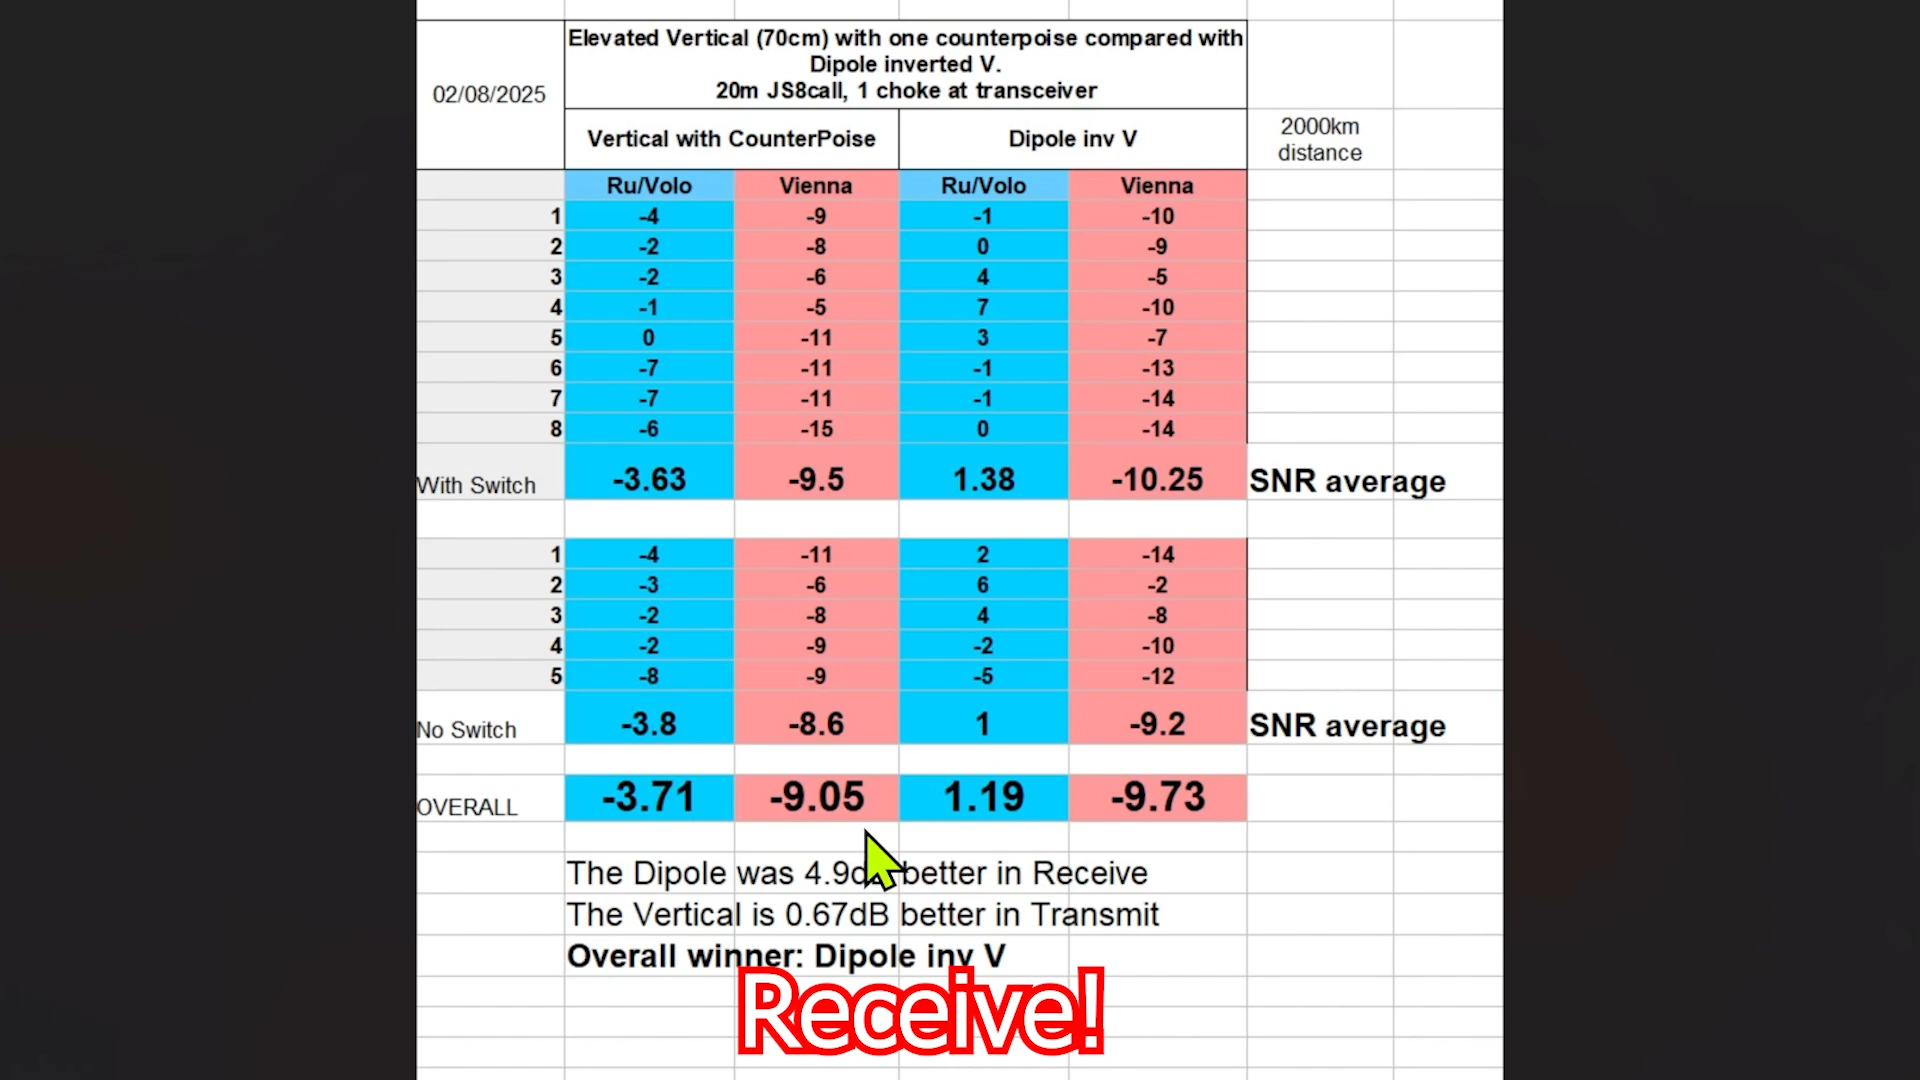 Elevated Vertical (70cm) with one counterpoise compared with
Dipole inverted V.
20m JS8call, 1 choke at transceiver
02/08/2025
Vertical with CounterPoise Dipole inv V 2000km
distance
Ru/Volo Vienna Ru/Volo Vienna
1 -4 -9 -1 -10
2 -2 -8 0 -9
3 -2 -6 4 -5
4 -1 -5 7 -10
5 0 -11 3 -7
6 -7 -11 -1 -13
7 -7 -11 -1 -14
8 -6 -15 0 -14
With Switch -3.63 -9.5 1.38 -10.25 SNR average
1 -4 -11 2 -14
2 -3 -6 6 -2
3 -2 -8 4 -8
4 -2 -9 -2 -10
5 -8 -9 -5 -12
No Switch -3.8 -8.6 1 -9.2 SNR average
OVERALL -3.71 -9.05 1.19 -9.73
The Dipole was 4.9dB better in Receive
The Vertical is 0.67dB better in Transmit
Overall winner: Dipole inv V
Receive!